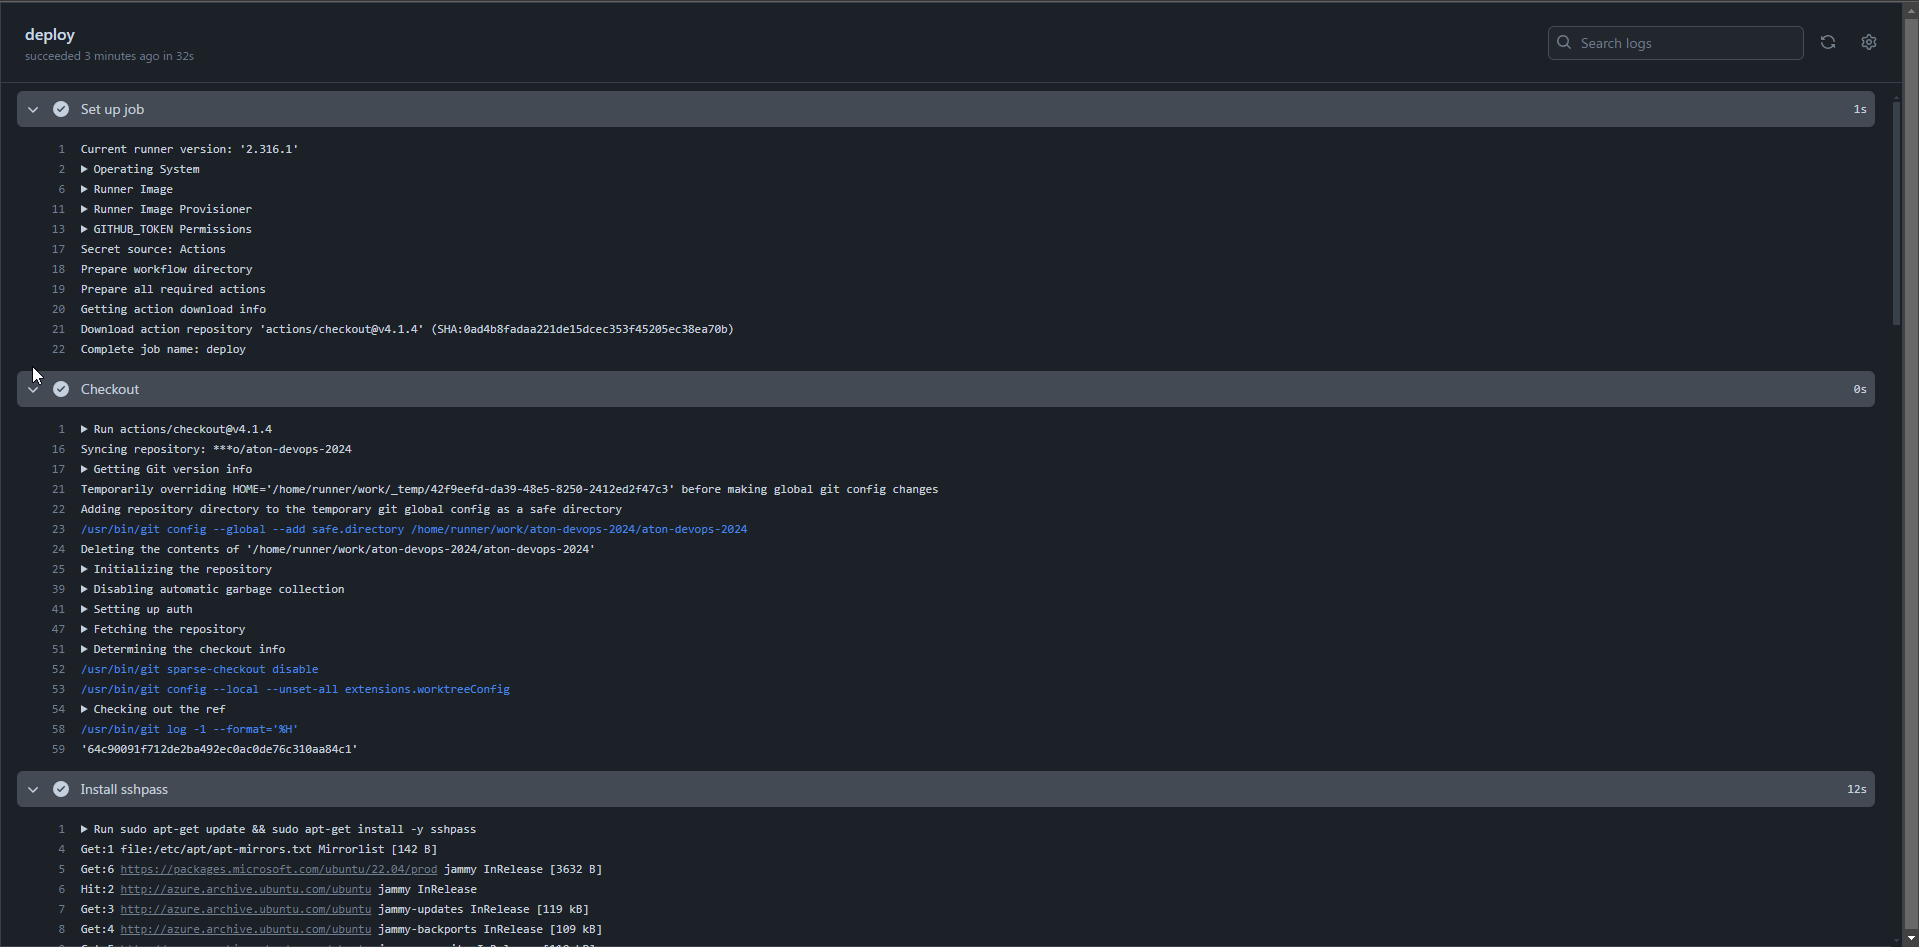 deploy
succeeded 3 minutes ago in 32s
Search logs
Set up job 1s
1 Current runner version: '2.316.1'
2 Operating System
6 Runner Image
11 Runner Image Provisioner
13 GITHUB_TOKEN Permissions
17 Secret source: Actions
18 Prepare workflow directory
19 Prepare all required actions
20 Getting action download info
21 Download action repository 'actions/checkout@v4.1.4' (SHA:0ad4b8fadaa221de15dcec353f45205ec38ea70b)
22 Complete job name: deploy
Checkout 0s
1 Run actions/checkout@v4.1.4
16 Syncing repository: ***o/aton-devops-2024
17 Getting Git version info
21 Temporarily overriding HOME='/home/runner/work/_temp/42f9eefd-da39-48e5-8250-2412ed2f47c3' before making global git config changes
22 Adding repository directory to the temporary git global config as a safe directory
23 /usr/bin/git config --global --add safe.directory /home/runner/work/aton-devops-2024/aton-devops-2024
24 Deleting the contents of '/home/runner/work/aton-devops-2024/aton-devops-2024'
25 Initializing the repository
39 Disabling automatic garbage collection
41 Setting up auth
47 Fetching the repository
51 Determining the checkout info
52 /usr/bin/git sparse-checkout disable
53 /usr/bin/git config --local --unset-all extensions.worktreeConfig
54 Checking out the ref
58 /usr/bin/git log -1 --format='%H'
59 '64c90091f712de2ba492ec0ac0de76c310aa84c1'
Install sshpass 12s
1 Run sudo apt-get update && sudo apt-get install -y sshpass
4 Get:1 file:/etc/apt/apt-mirrors.txt Mirrorlist [142 B]
5 Get:6 https://packages.microsoft.com/ubuntu/22.04/prod jammy InRelease [3632 B]
6 Hit:2 http://azure.archive.ubuntu.com/ubuntu jammy InRelease
7 Get:3 http://azure.archive.ubuntu.com/ubuntu jammy-updates InRelease [119 kB]
8 Get:4 http://azure.archive.ubuntu.com/ubuntu jammy-backports InRelease [109 kB]